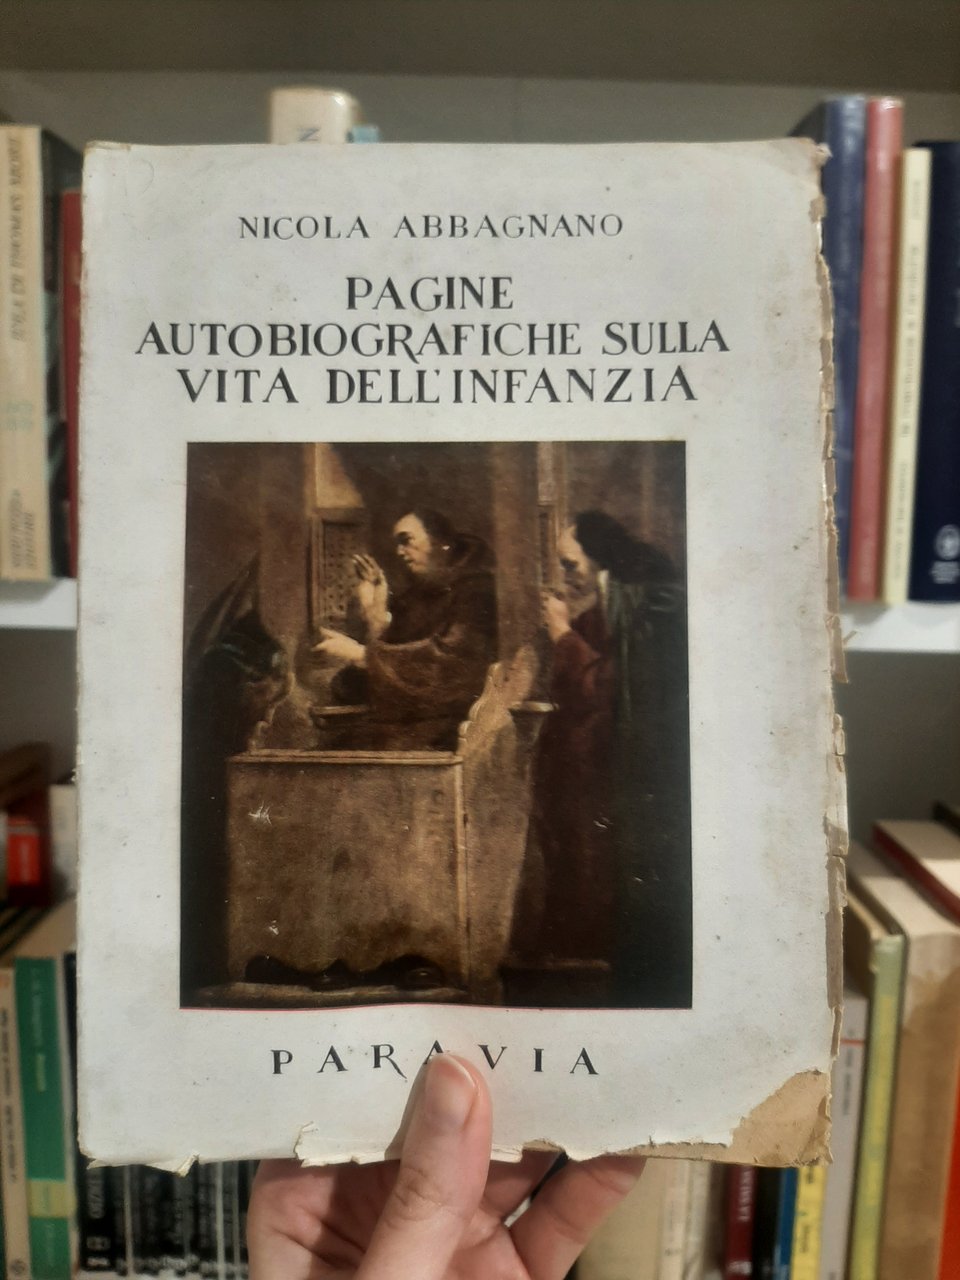 NICOLA ABBAGNANO
PAGINE
AUTOBIOGRAFICHE SULLA
VITA DELL'INFANZIA
PARAVIA